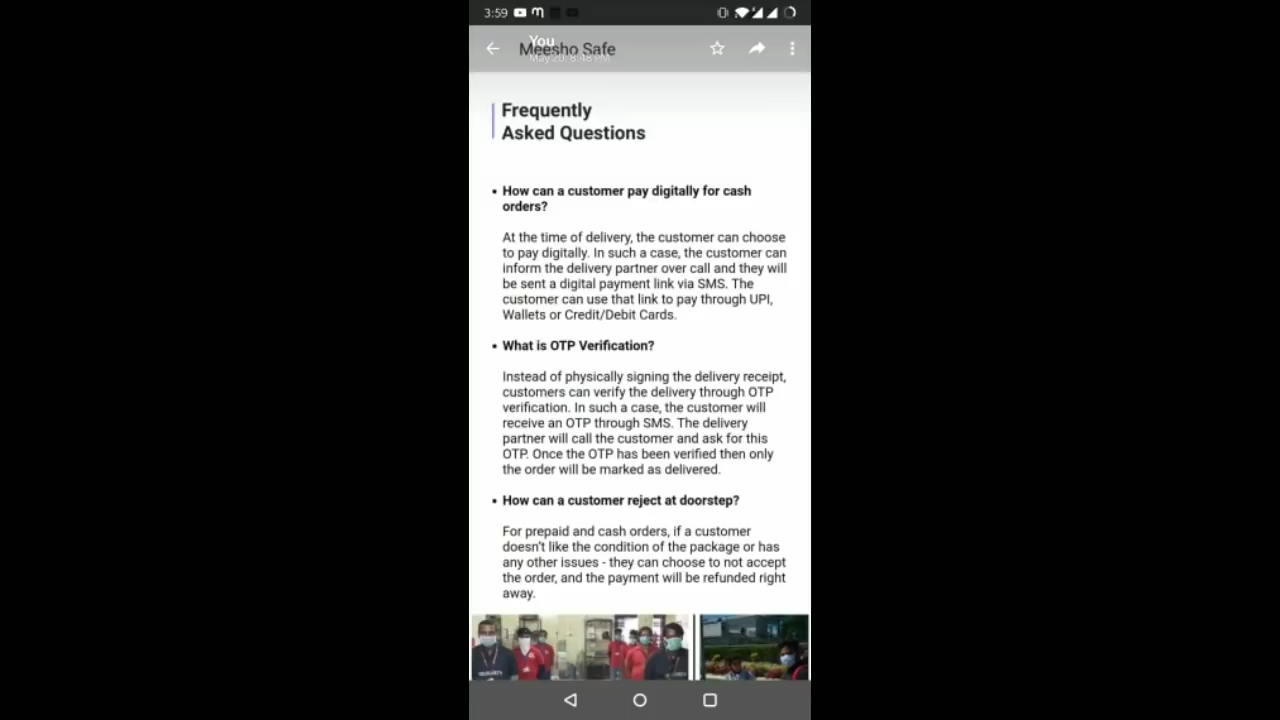 3:59
You
Meesho Safe
May 20, 8:48 PM
Frequently
Asked Questions
• How can a customer pay digitally for cash
orders?
At the time of delivery, the customer can choose
to pay digitally. In such a case, the customer can
inform the delivery partner over call and they will
be sent a digital payment link via SMS. The
customer can use that link to pay through UPI,
Wallets or Credit/Debit Cards.
• What is OTP Verification?
Instead of physically signing the delivery receipt,
customers can verify the delivery through OTP
verification. In such a case, the customer will
receive an OTP through SMS. The delivery
partner will call the customer and ask for this
OTP. Once the OTP has been verified then only
the order will be marked as delivered.
• How can a customer reject at doorstep?
For prepaid and cash orders, if a customer
doesn't like the condition of the package or has
any other issues - they can choose to not accept
the order, and the payment will be refunded right
away.